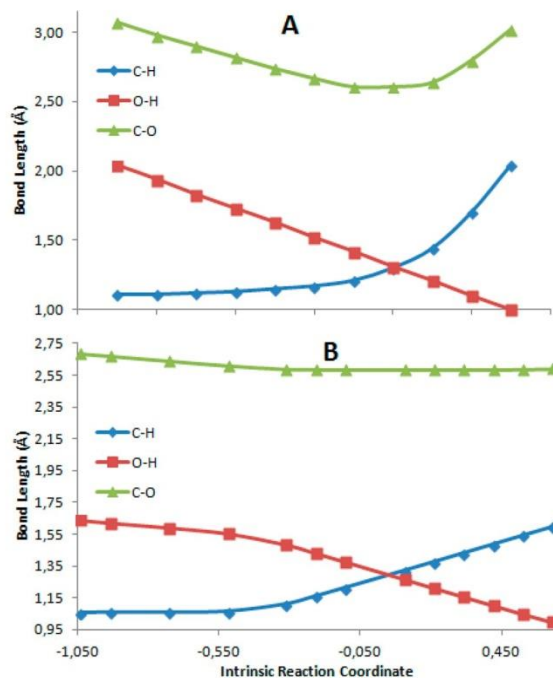 A
3,00
2,50
2,00
1,50
1,00
Bond Length (Å)
C-H
O-H
C-O
B
2,75
2,55
2,35
2,15
1,95
1,75
1,55
1,35
1,15
0,95
Bond Length (Å)
C-H
O-H
C-O
-1,050
-0,550
-0,050
0,450
Intrinsic Reaction Coordinate